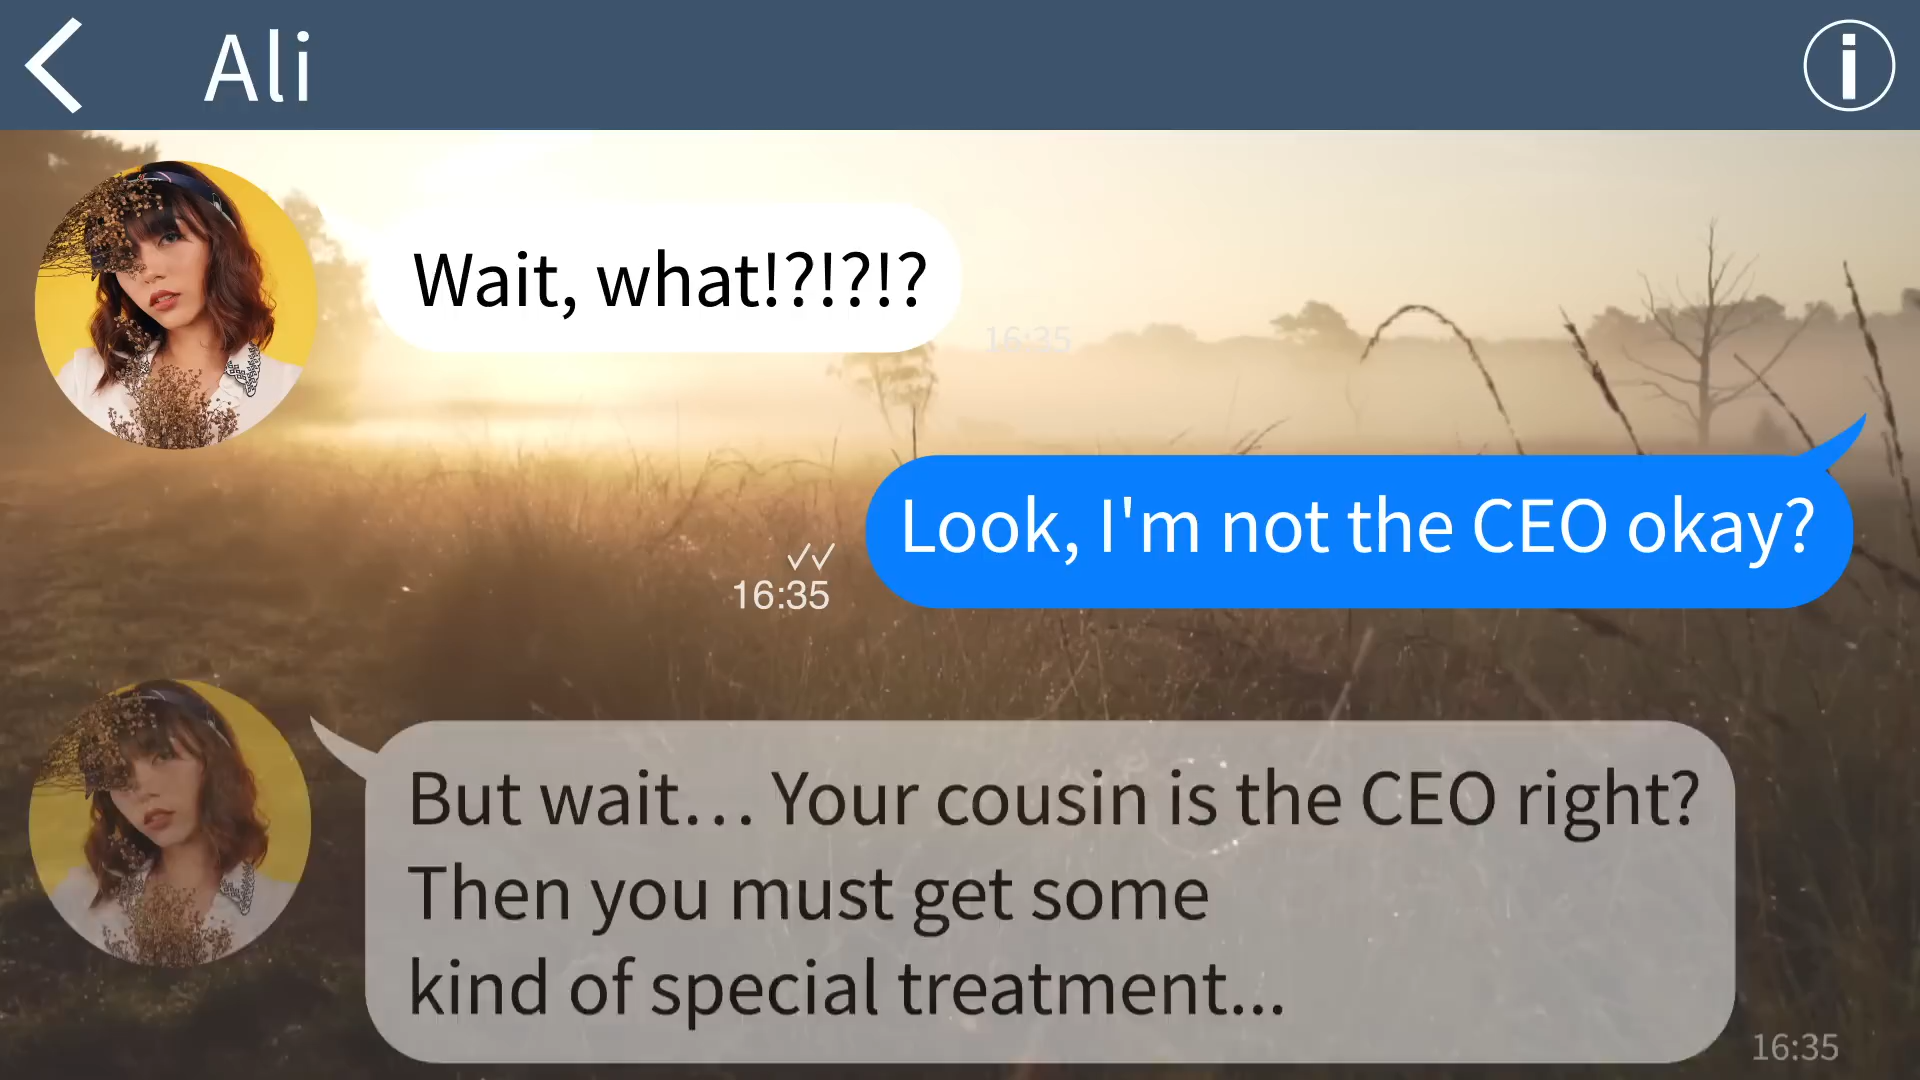 Ali
Wait, what!?!?!?
16:35
Look, I'm not the CEO okay?
16:35
But wait… Your cousin is the CEO right?
Then you must get some
kind of special treatment...
16:35